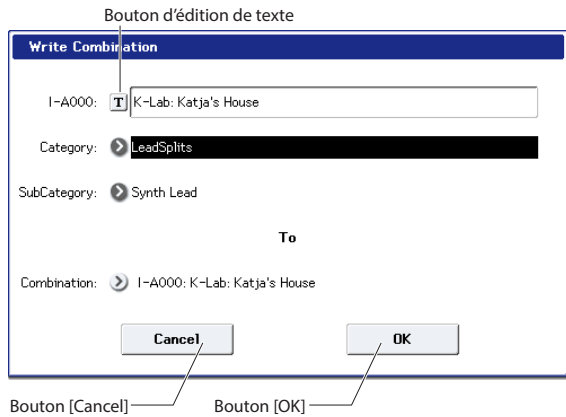 Bouton d'édition de texte
Write Combination
I-A000: T K-Lab: Katja's House
Category: LeadSplits
SubCategory: Synth Lead
To
Combination: I-A000: K-Lab: Katja's House
Cancel OK
Bouton [Cancel] Bouton [OK]